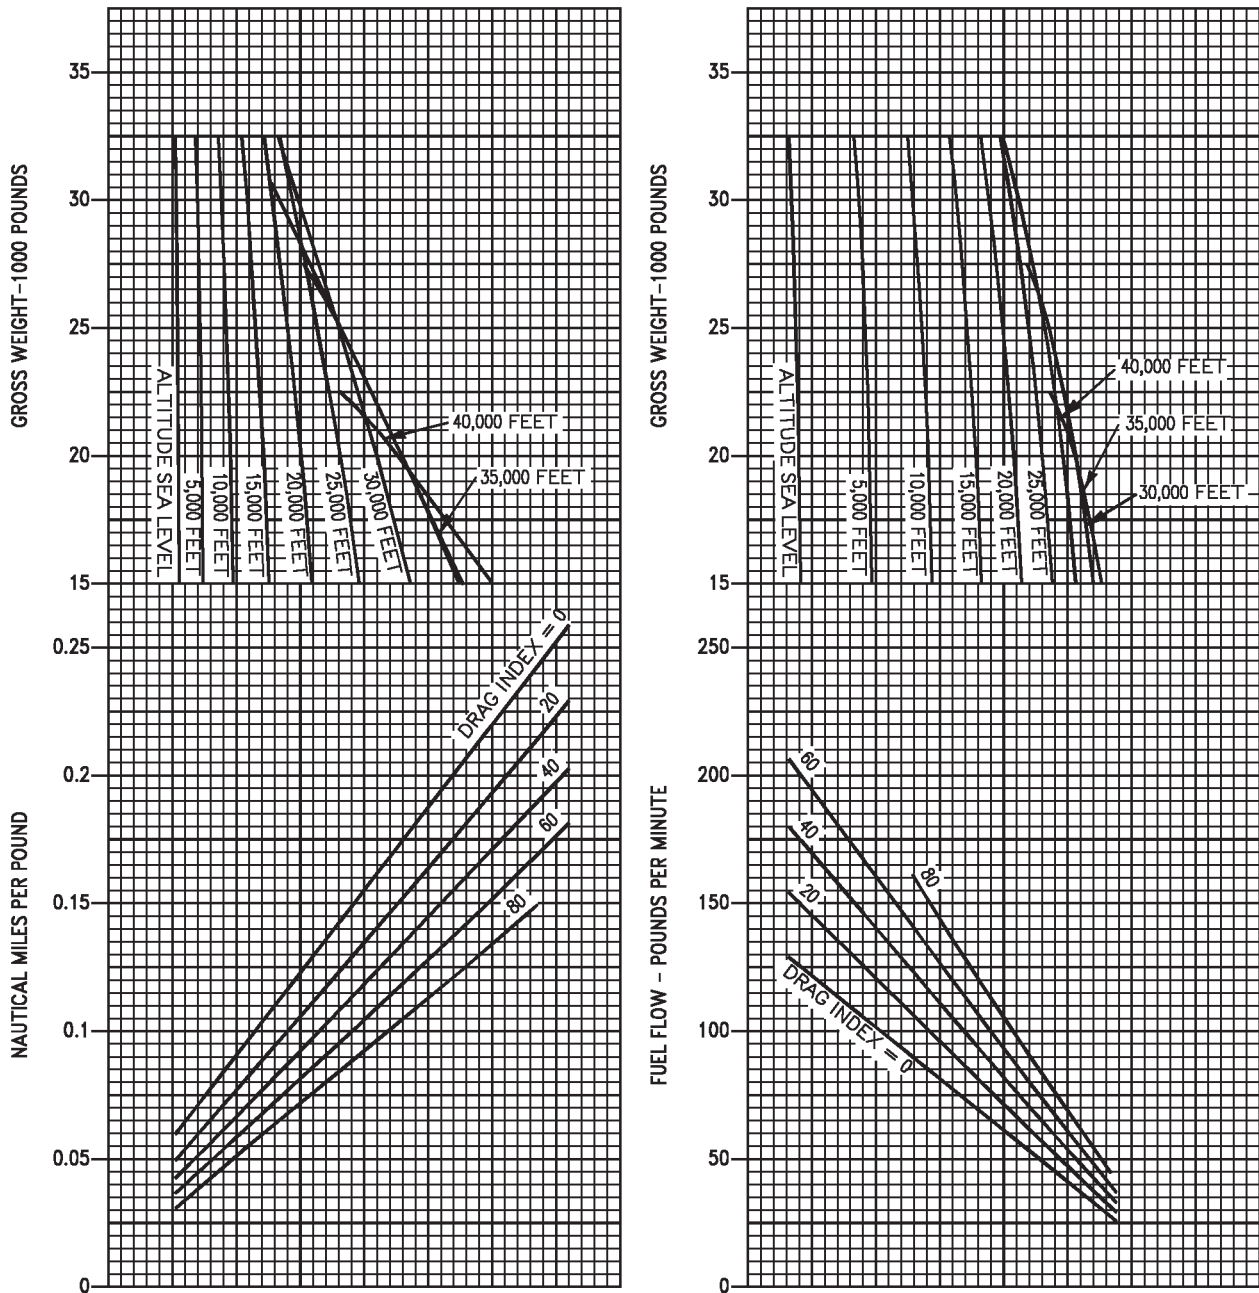 GROSS WEIGHT-1000 POUNDS
35
30
25
20
15
ALTITUDE SEA LEVEL
5,000 FEET
10,000 FEET
15,000 FEET
20,000 FEET
25,000 FEET
30,000 FEET
40,000 FEET
35,000 FEET
NAUTICAL MILES PER POUND
0.25
0.2
0.15
0.1
0.05
0
DRAG INDEX = 0
20
40
60
80
GROSS WEIGHT-1000 POUNDS
35
30
25
20
15
ALTITUDE SEA LEVEL
5,000 FEET
10,000 FEET
15,000 FEET
20,000 FEET
25,000 FEET
40,000 FEET
35,000 FEET
30,000 FEET
FUEL FLOW - POUNDS PER MINUTE
250
200
150
100
50
0
60
40
80
20
DRAG INDEX = 0